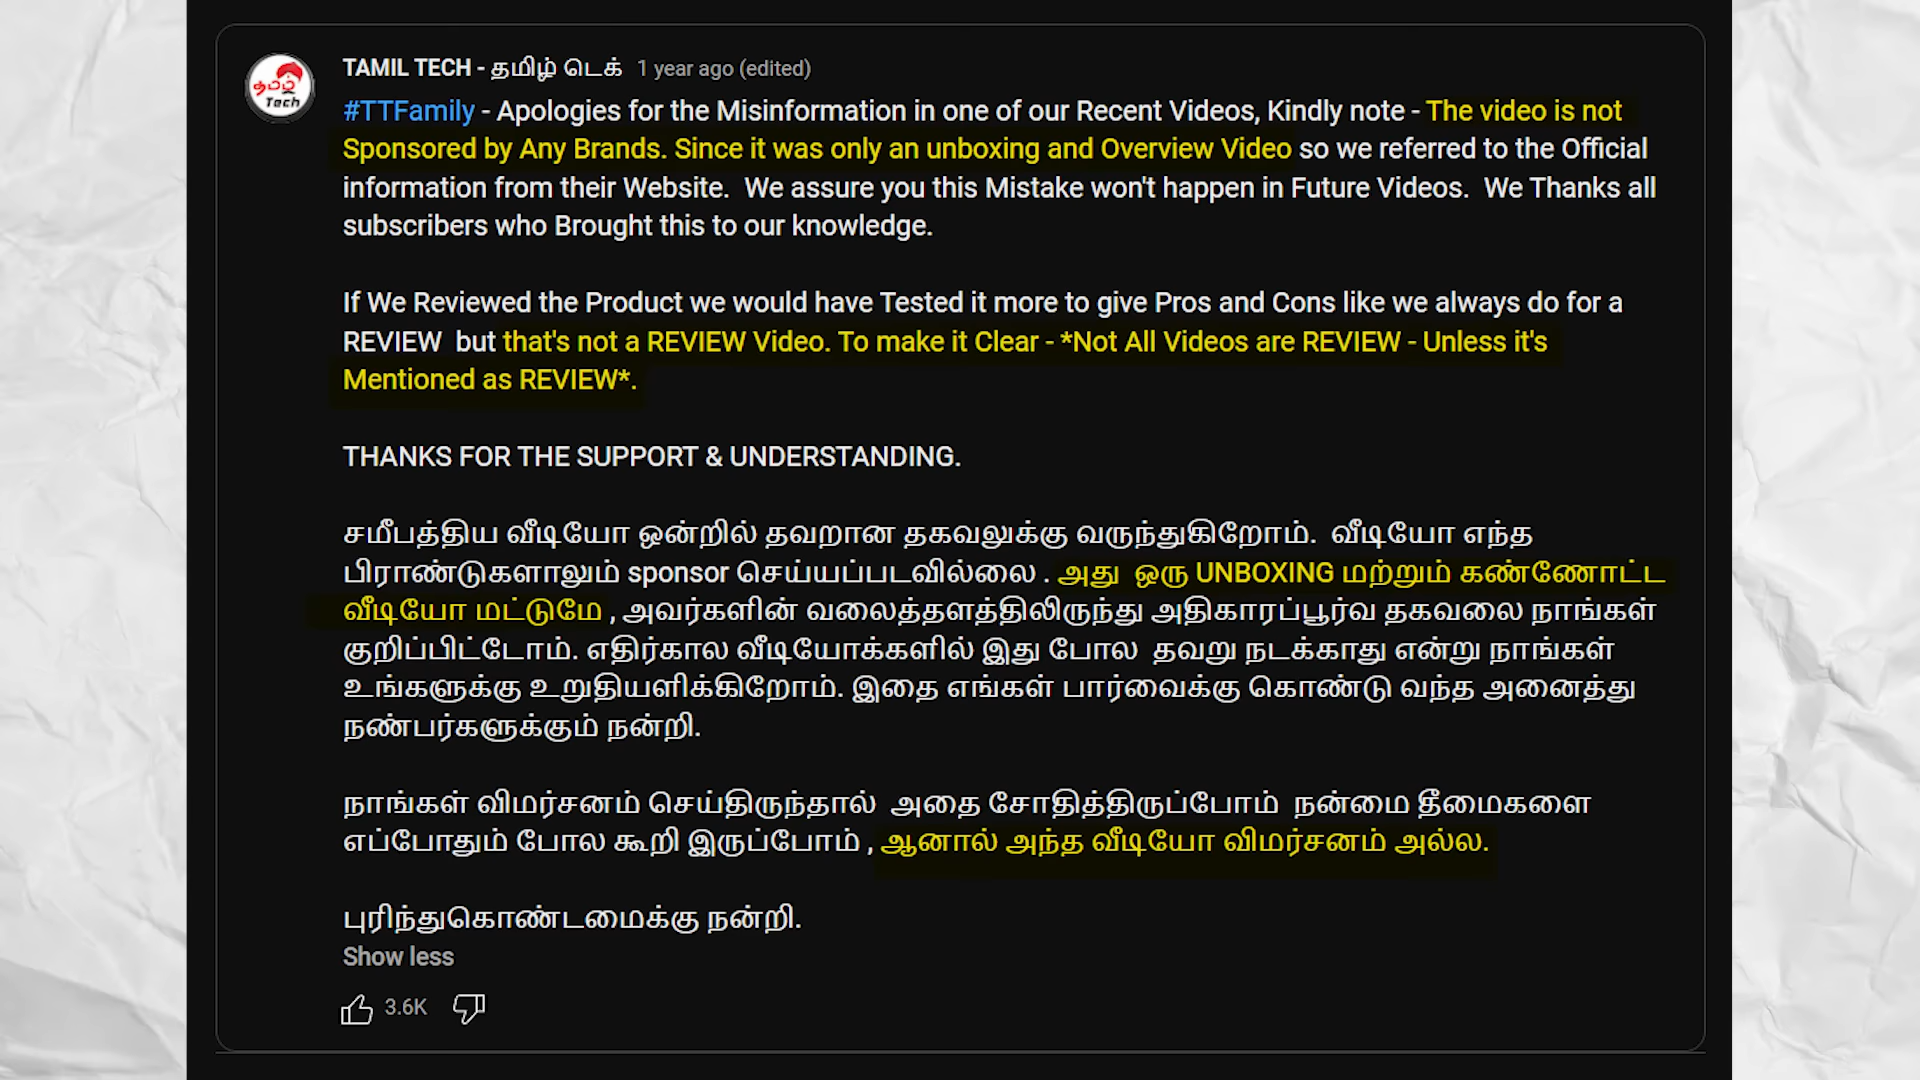 தமிழ்
Tech
TAMIL TECH - தமிழ் டெக் 1 year ago (edited)
#TTFamily - Apologies for the Misinformation in one of our Recent Videos, Kindly note - The video is not
Sponsored by Any Brands. Since it was only an unboxing and Overview Video so we referred to the Official
information from their Website.  We assure you this Mistake won't happen in Future Videos.  We Thanks all
subscribers who Brought this to our knowledge.
If We Reviewed the Product we would have Tested it more to give Pros and Cons like we always do for a
REVIEW  but that's not a REVIEW Video. To make it Clear - *Not All Videos are REVIEW - Unless it's
Mentioned as REVIEW*.
THANKS FOR THE SUPPORT & UNDERSTANDING.
சமீபத்திய வீடியோ ஒன்றில் தவறான தகவலுக்கு வருந்துகிறோம்.  வீடியோ எந்த
பிராண்டுகளாலும் sponsor செய்யப்படவில்லை . அது  ஒரு UNBOXING மற்றும் கண்ணோட்ட
வீடியோ மட்டுமே , அவர்களின் வலைத்தளத்திலிருந்து அதிகாரப்பூர்வ தகவலை நாங்கள்
குறிப்பிட்டோம். எதிர்கால வீடியோக்களில் இது போல  தவறு நடக்காது என்று நாங்கள்
உங்களுக்கு உறுதியளிக்கிறோம். இதை எங்கள் பார்வைக்கு கொண்டு வந்த அனைத்து
நண்பர்களுக்கும் நன்றி.
நாங்கள் விமர்சனம் செய்திருந்தால்  அதை சோதித்திருப்போம்  நன்மை தீமைகளை
எப்போதும் போல கூறி இருப்போம் , ஆனால் அந்த வீடியோ விமர்சனம் அல்ல.
புரிந்துகொண்டமைக்கு நன்றி.
Show less
3.6K